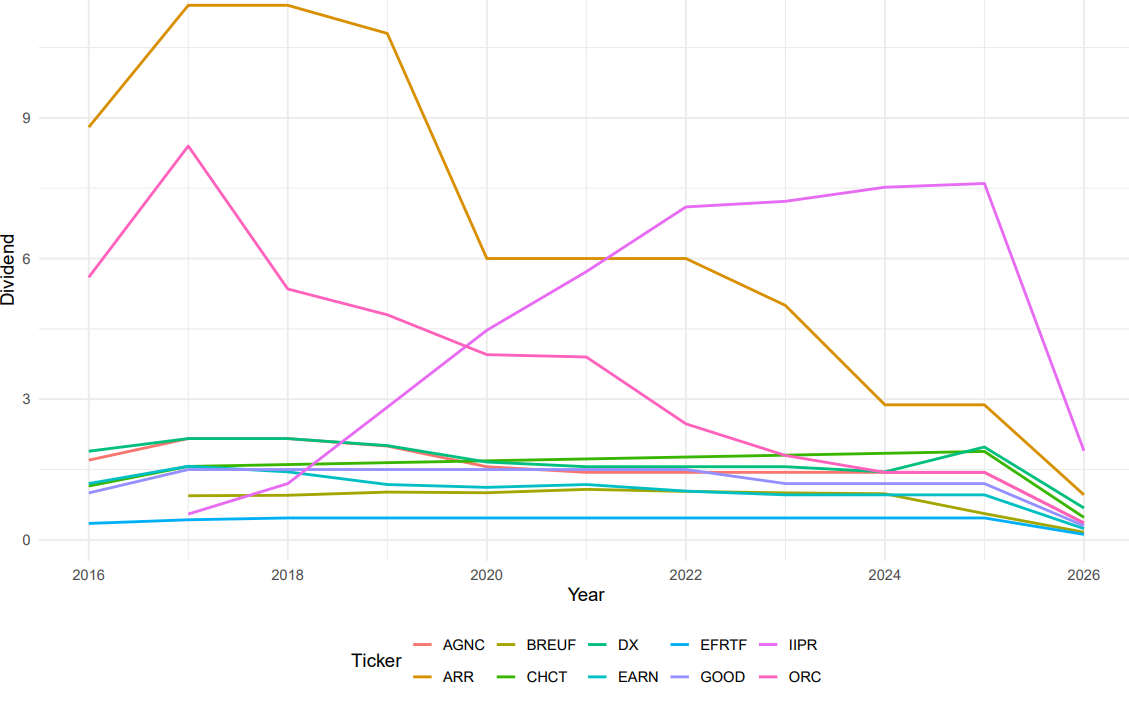 9
6
3
0
Dividend
2016 2018 2020 2022 2024 2026
Year
Ticker
AGNC BREUF DX EFRTF IIPR
ARR CHCT EARN GOOD ORC